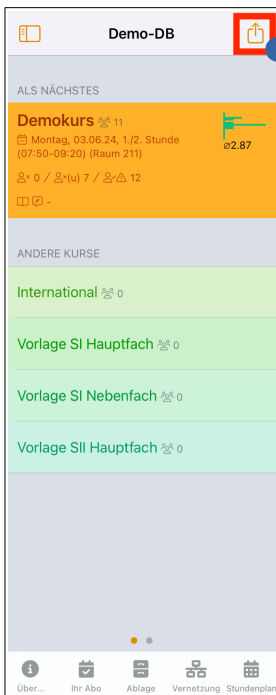 Demo-DB
ALS NÄCHSTES
Demokurs 11
Montag, 03.06.24, 1./2. Stunde
(07:50-09:20) (Raum 211)
ø2.87
0 / (u) 7 / 12
-
ANDERE KURSE
International 0
Vorlage SI Hauptfach 0
Vorlage SI Nebenfach 0
Vorlage SII Hauptfach 0
Über... Ihr Abo Ablage Vernetzung Stundenplan